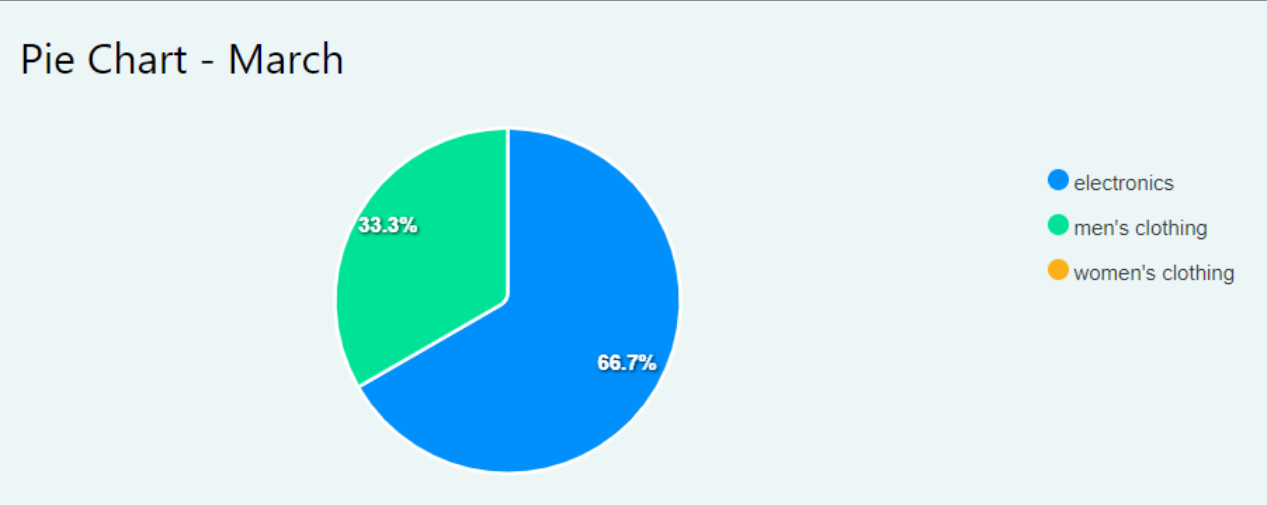 Pie Chart - March
electronics
33.3%
men's clothing
women's clothing
66.7%